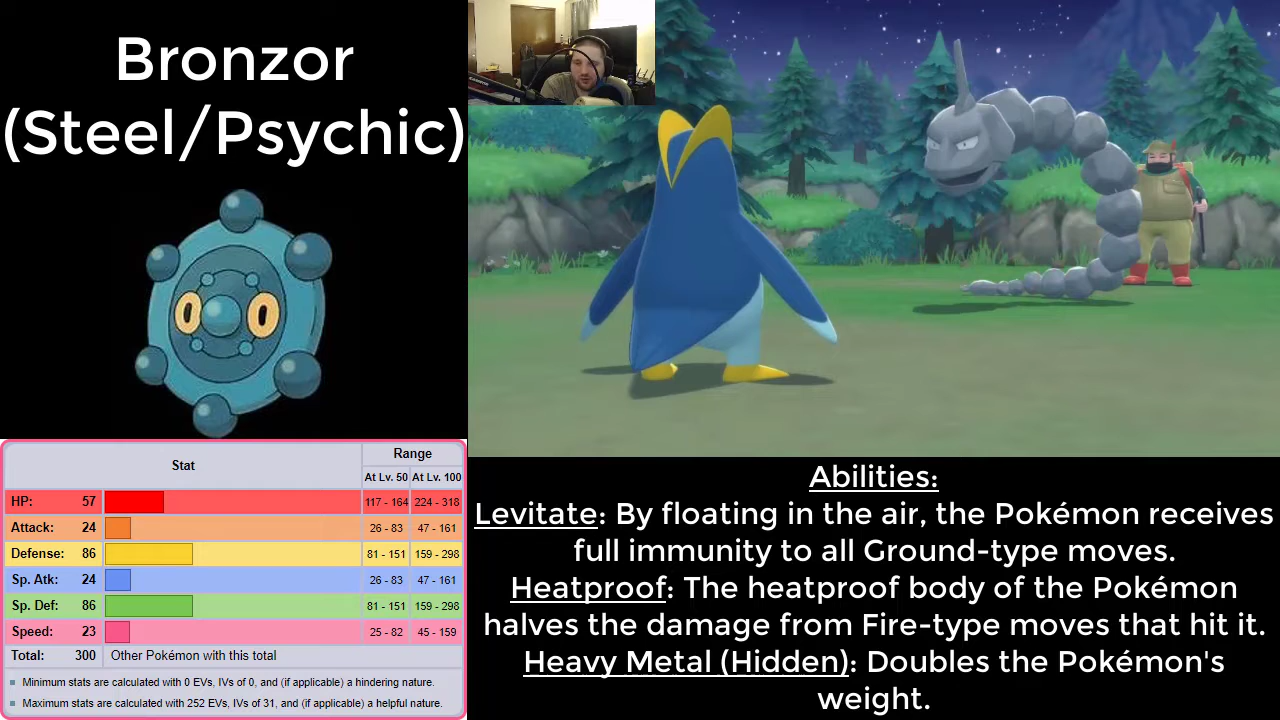 Bronzor
(Steel/Psychic)
Stat
Range
At Lv. 50 At Lv. 100
HP: 57 117 - 164 224 - 318
Attack: 24 26 - 83 47 - 161
Defense: 86 81 - 151 159 - 298
Sp. Atk: 24 26 - 83 47 - 161
Sp. Def: 86 81 - 151 159 - 298
Speed: 23 25 - 82 45 - 159
Total: 300 Other Pokémon with this total
Minimum stats are calculated with 0 EVs, IVs of 0, and (if applicable) a hindering nature.
Maximum stats are calculated with 252 EVs, IVs of 31, and (if applicable) a helpful nature.
Abilities:
Levitate: By floating in the air, the Pokémon receives
full immunity to all Ground-type moves.
Heatproof: The heatproof body of the Pokémon
halves the damage from Fire-type moves that hit it.
Heavy Metal (Hidden): Doubles the Pokémon's
weight.